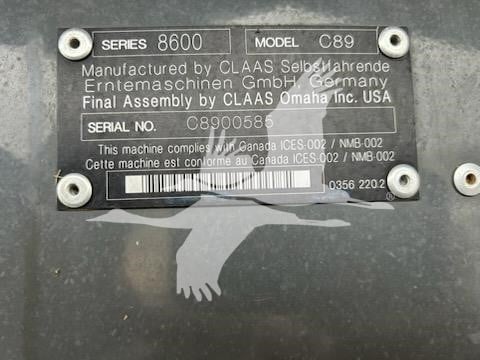 SERIES 8600 MODEL C89
Manufactured by CLAAS Selbstfahrende
Erntemaschinen GmbH, Germany
Final Assembly by CLAAS Omaha Inc. USA
SERIAL NO. C8900585
This machine complies with Canada ICES-002 / NMB-002
Cette machine est conforme au Canada ICES-002 / NMB-002
0356 220.2
®